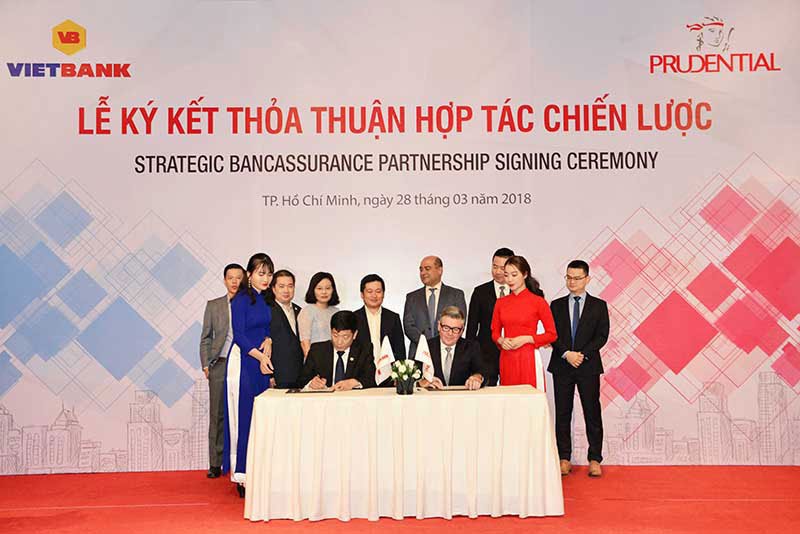 VB
VIETBANK
PRUDENTIAL
LỄ KÝ KẾT THỎA THUẬN HỢP TÁC CHIẾN LƯỢC
STRATEGIC BANCASSURANCE PARTNERSHIP SIGNING CEREMONY
TP. Hồ Chí Minh, ngày 28 tháng 03 năm 2018